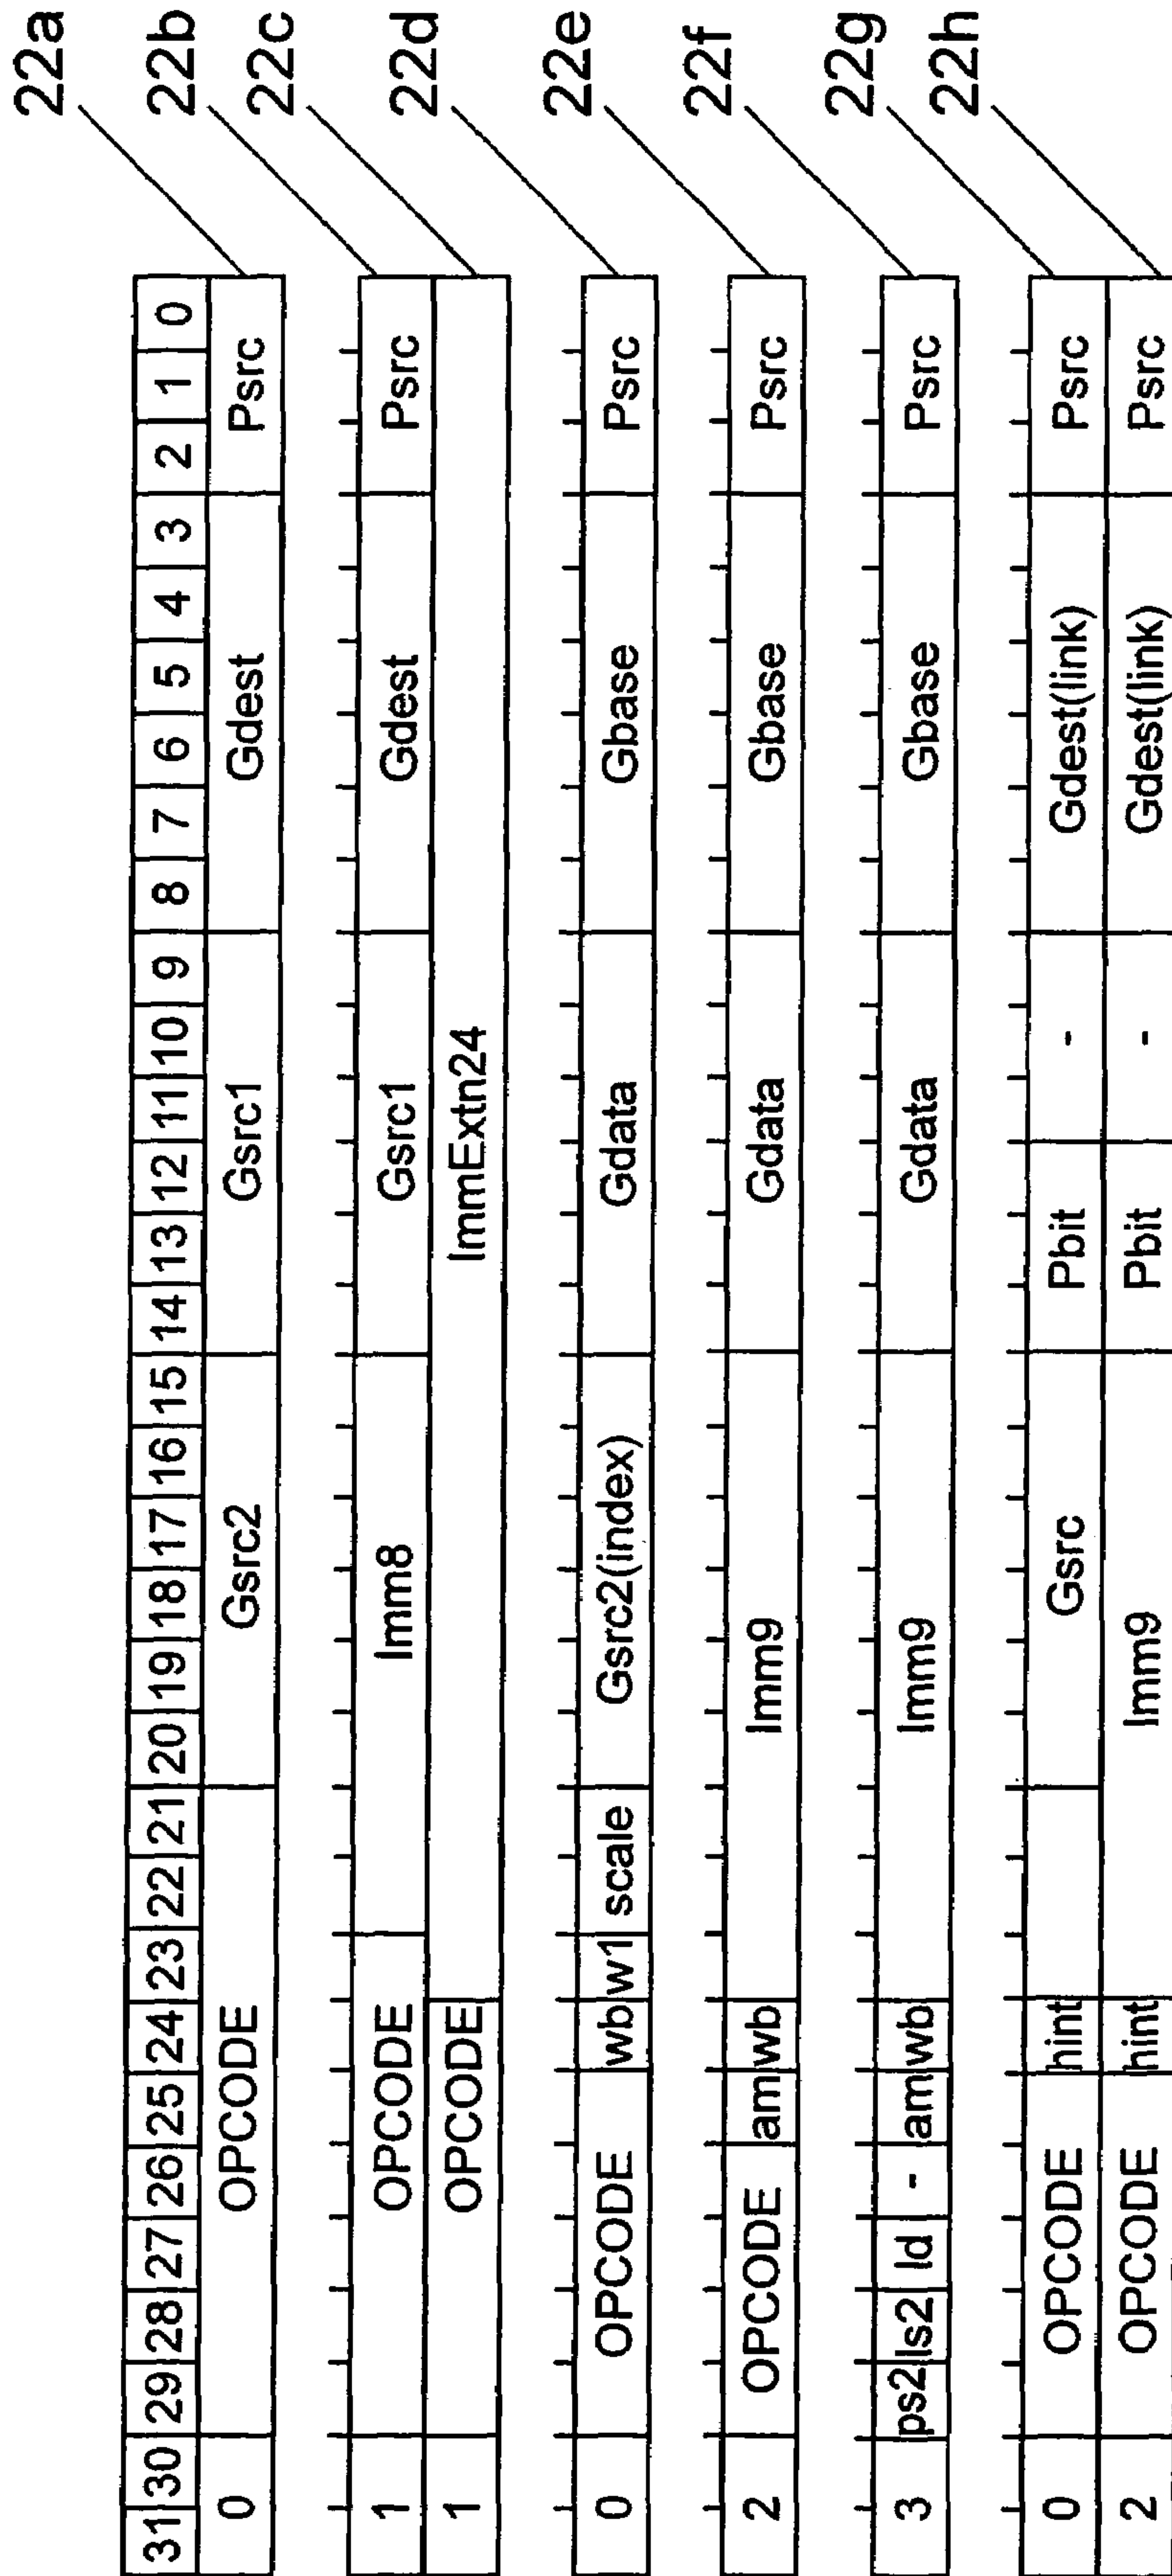 31 30 29 28 27 26 25 24 23 22 21 20 19 18 17 16 15 14 13 12 11 10 9 8 7 6 5 4 3 2 1 0
0 OPCODE Gsrc2 Gsrc1 Gdest Psrc 22a
1 OPCODE Imm8 Gsrc1 Gdest Psrc 22b
1 OPCODE ImmExtn24 22c
0 OPCODE wb w1 scale Gsrc2(index) Gdata Gbase Psrc 22d
2 OPCODE am wb Imm9 Gdata Gbase Psrc 22e
3 ps2 ls2 ld - am wb Imm9 Gdata Gbase Psrc 22f
0 OPCODE hint Gsrc Pbit - Gdest(link) Psrc 22g
2 OPCODE hint Imm9 Pbit - Gdest(link) Psrc 22h